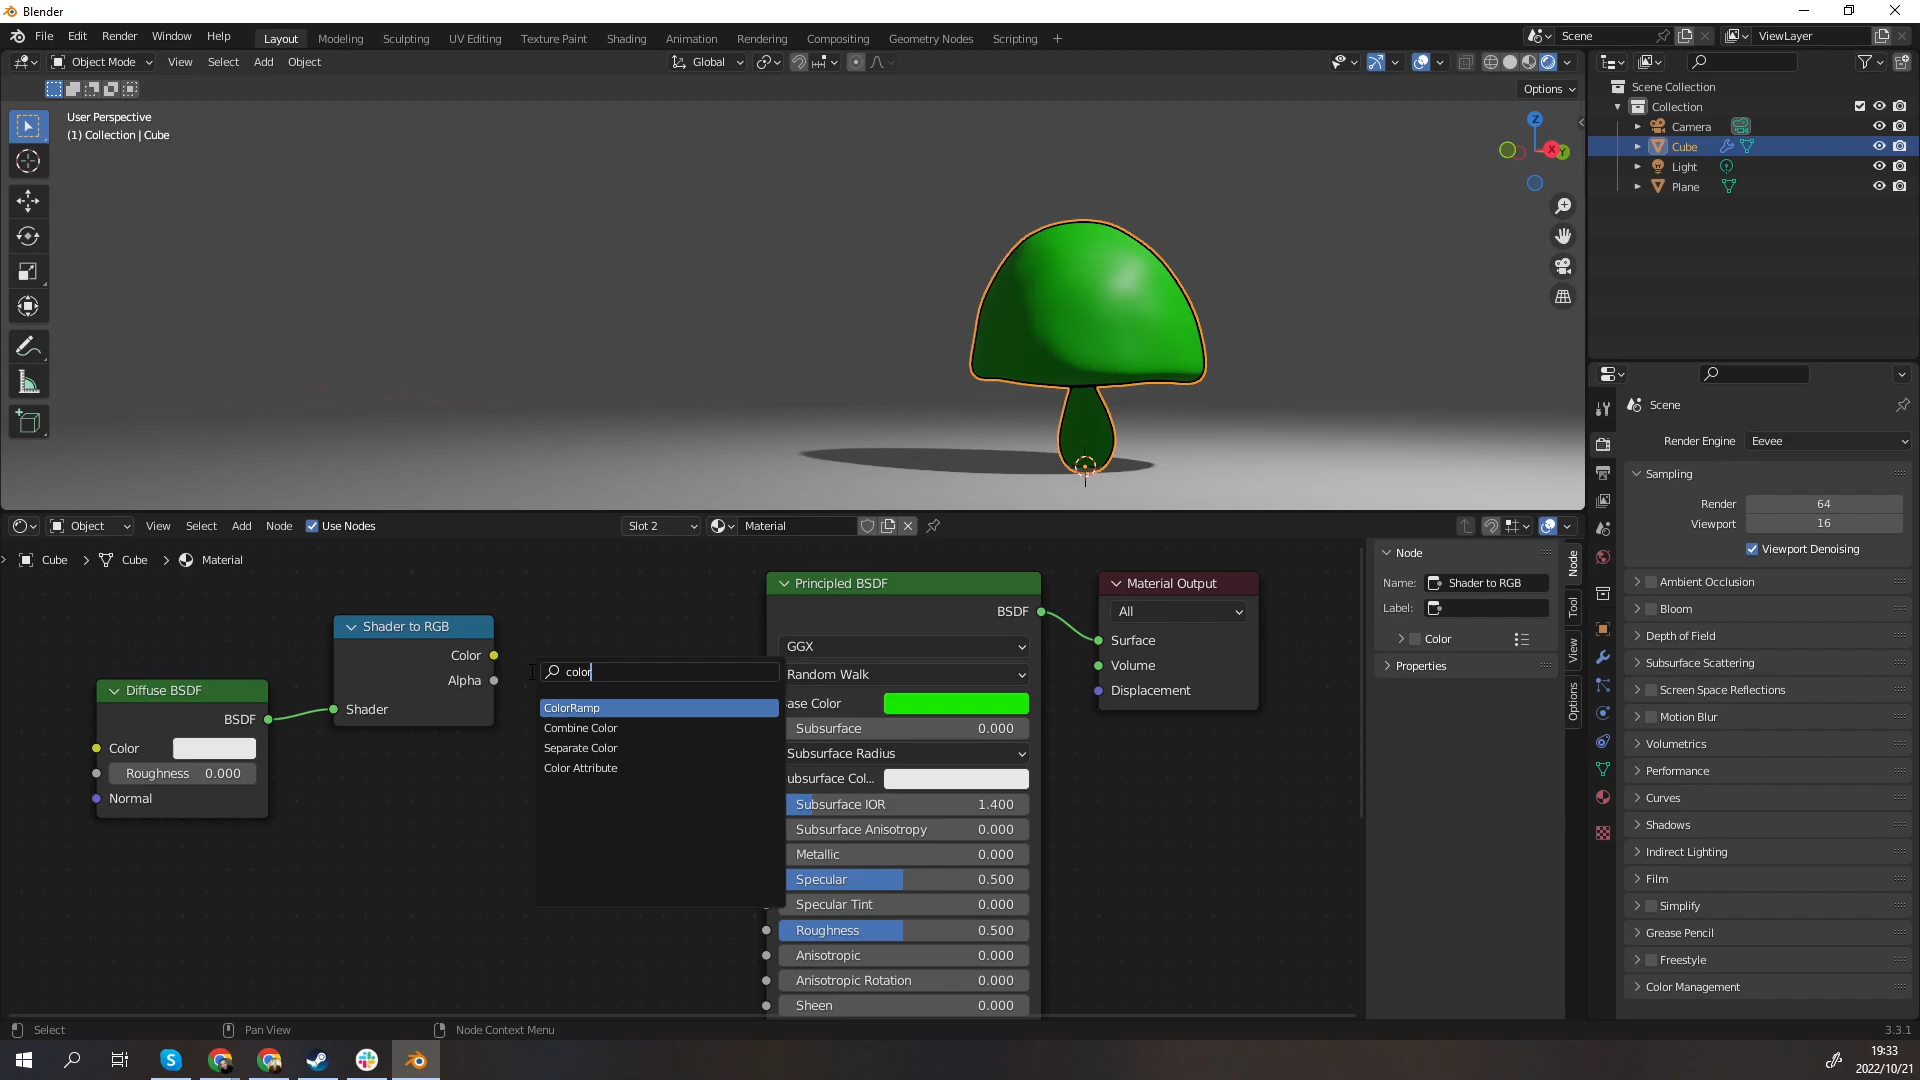 Blender
File Edit Render Window Help Layout Modeling Sculpting UV Editing Texture Paint Shading Animation Rendering Compositing Geometry Nodes Scripting + Scene ViewLayer
Object Mode View Select Add Object Global
Options
User Perspective
(1) Collection | Cube
Z
X
Y
Scene Collection
Collection
Camera
Cube
Light
Plane
Scene
Render Engine Eevee
Sampling
Render 64
Viewport 16
Viewport Denoising
Ambient Occlusion
Bloom
Depth of Field
Subsurface Scattering
Screen Space Reflections
Motion Blur
Volumetrics
Performance
Curves
Shadows
Indirect Lighting
Film
Simplify
Grease Pencil
Freestyle
Color Management
Object View Select Add Node Use Nodes Slot 2 Material
Cube > Cube > Material
Diffuse BSDF
BSDF
Color
Roughness 0.000
Normal
Shader to RGB
Color
Alpha
Shader
color
ColorRamp
Combine Color
Separate Color
Color Attribute
Principled BSDF
BSDF
GGX
Random Walk
ase Color
Subsurface 0.000
Subsurface Radius
ubsurface Col...
Subsurface IOR 1.400
Subsurface Anisotropy 0.000
Metallic 0.000
Specular 0.500
Specular Tint 0.000
Roughness 0.500
Anisotropic 0.000
Anisotropic Rotation 0.000
Sheen 0.000
Material Output
All
Surface
Volume
Displacement
Node
Name: Shader to RGB
Label:
Color
Properties
Node
Tool
View
Options
Select Pan View Node Context Menu 3.3.1
S
19:33
2022/10/21